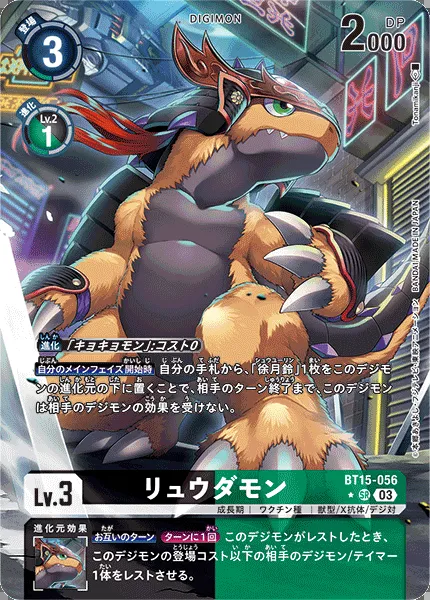 DIGIMON
登場
3
DP
2000
進化
Lv.2
1
Tonamikanji
BANDAI MADE IN JAPAN
進化 「キョキョモン」:コスト0
自分のメインフェイズ開始時 自分の手札から、「徐月鈴」1枚をこのデジモ
ンの進化元の下に置くことで、相手のターン終了まで、このデジモン
は相手のデジモンの効果を受けない。
BT15-056
Lv.3
リュウダモン
SR 03
成長期
ワクチン種
獣型/X抗体/デジ対
進化元効果
お互いのターン ターンに1回 このデジモンがレストしたとき、
このデジモンの登場コスト以下の相手のデジモン/テイマー
1体をレストさせる。